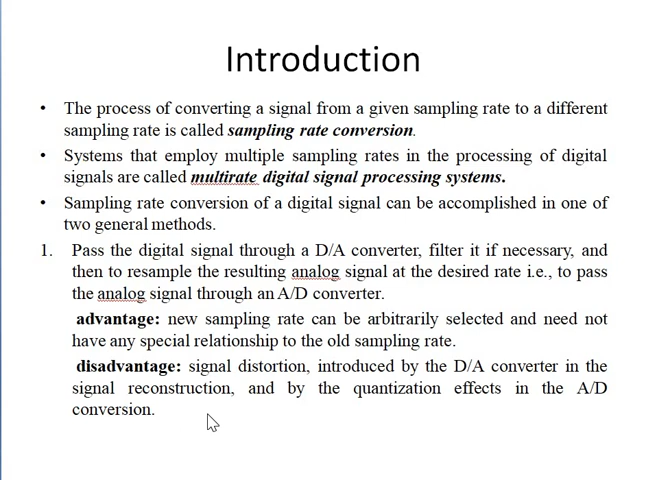 Introduction
• The process of converting a signal from a given sampling rate to a different
sampling rate is called sampling rate conversion.
• Systems that employ multiple sampling rates in the processing of digital
signals are called multirate digital signal processing systems.
• Sampling rate conversion of a digital signal can be accomplished in one of
two general methods.
1. Pass the digital signal through a D/A converter, filter it if necessary, and
then to resample the resulting analog signal at the desired rate i.e., to pass
the analog signal through an A/D converter.
advantage: new sampling rate can be arbitrarily selected and need not
have any special relationship to the old sampling rate.
disadvantage: signal distortion, introduced by the D/A converter in the
signal reconstruction, and by the quantization effects in the A/D
conversion.